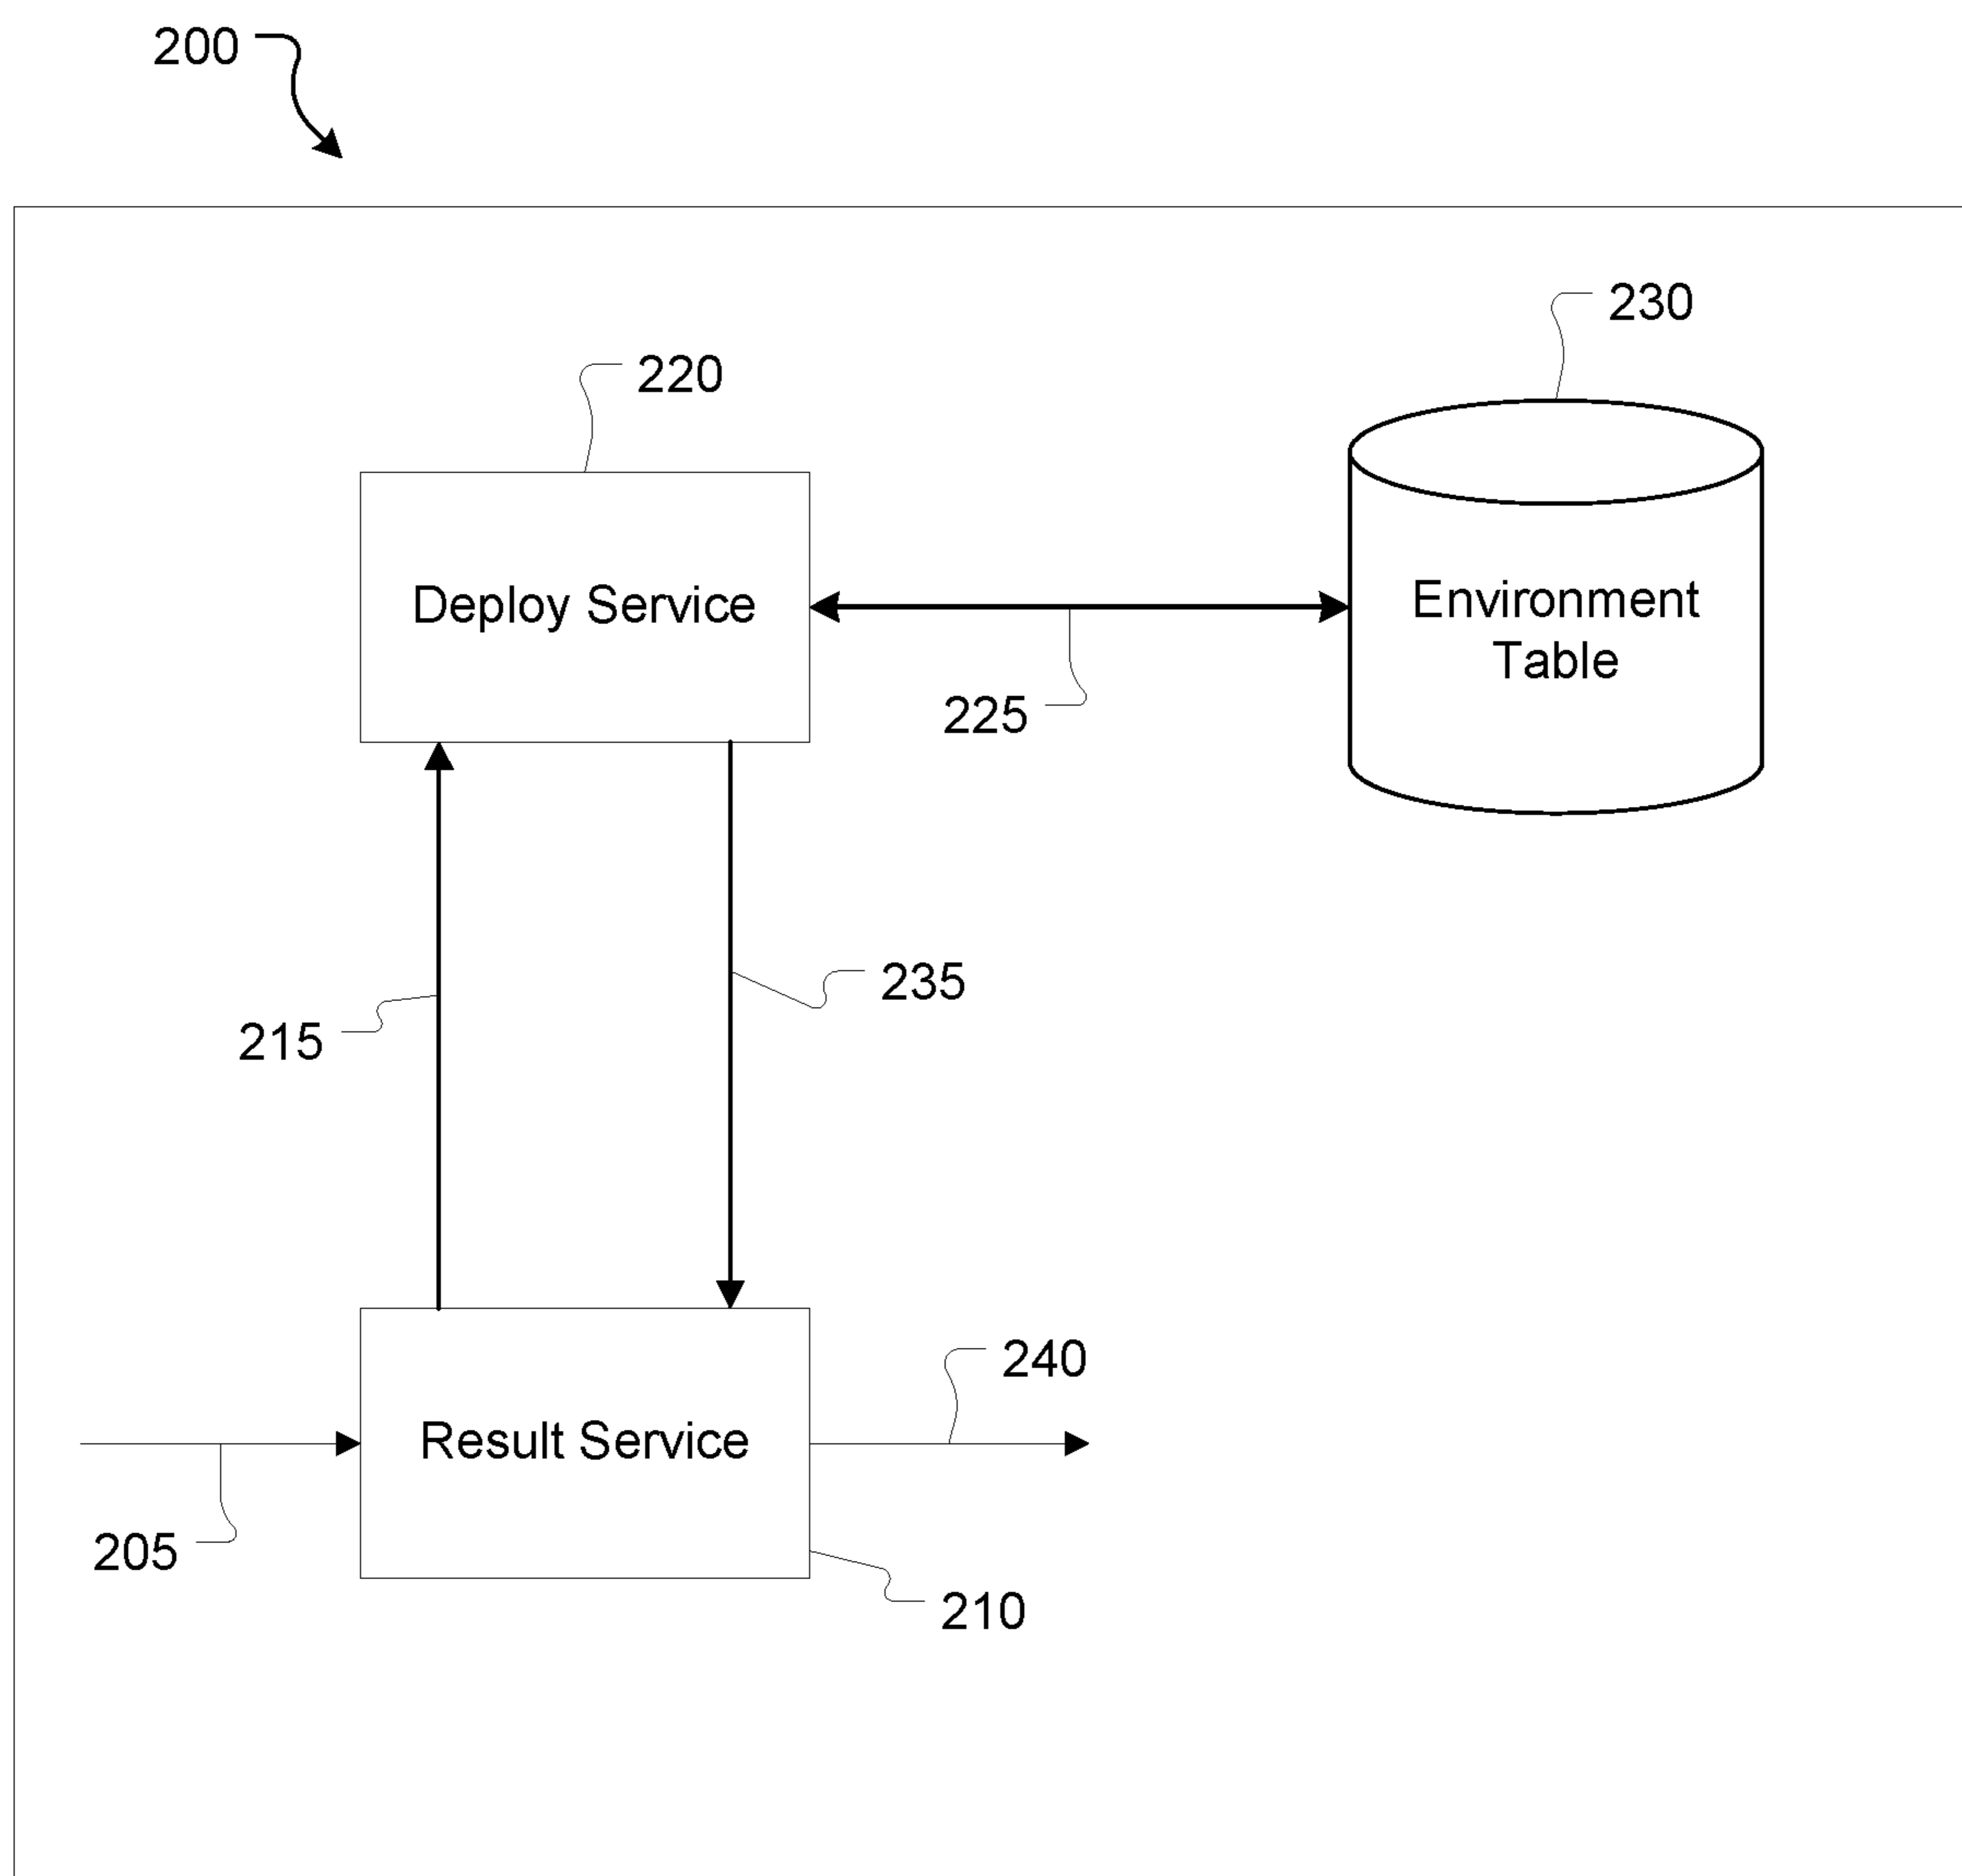 200
230
220
Deploy Service
Environment
Table
225
235
215
240
Result Service
205
210